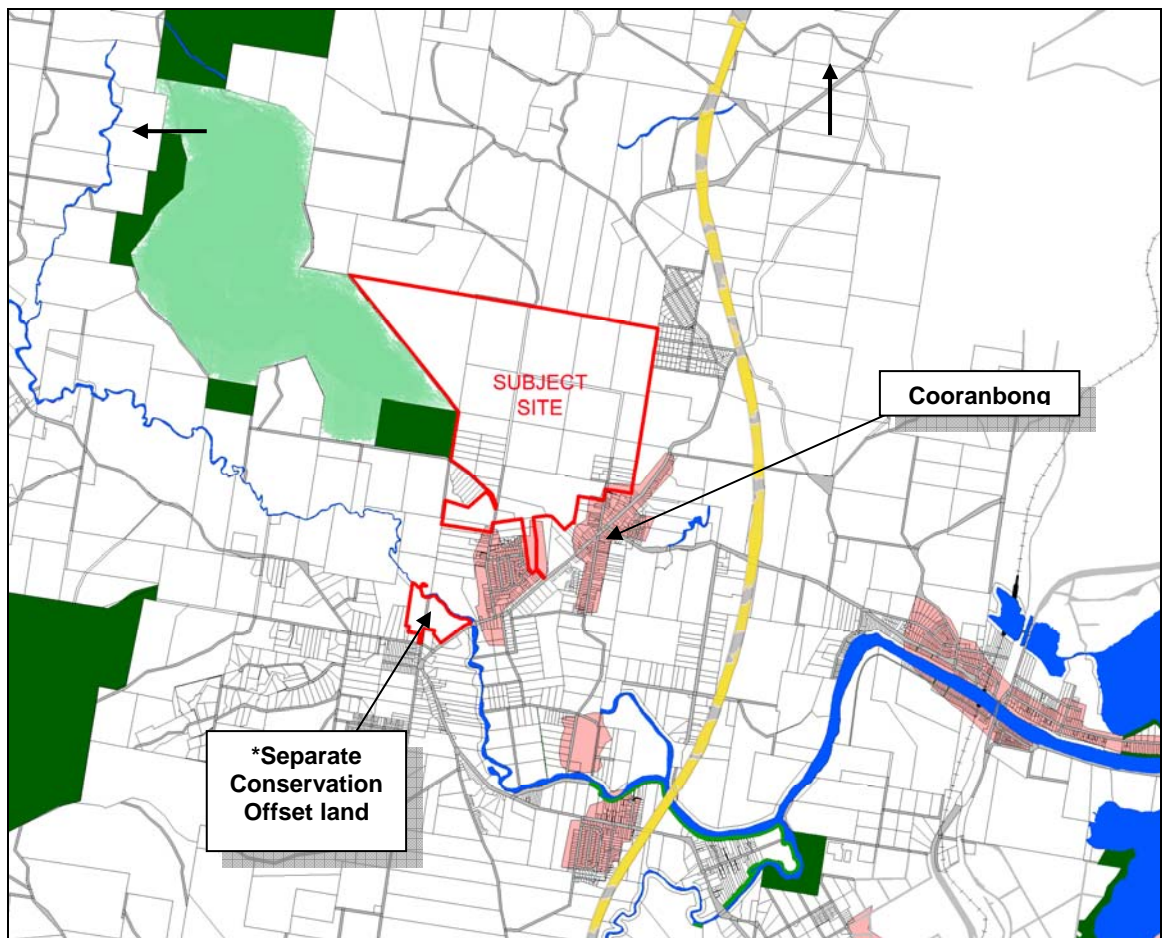 SUBJECT
SITE
Cooranbong
*Separate
Conservation
Offset land